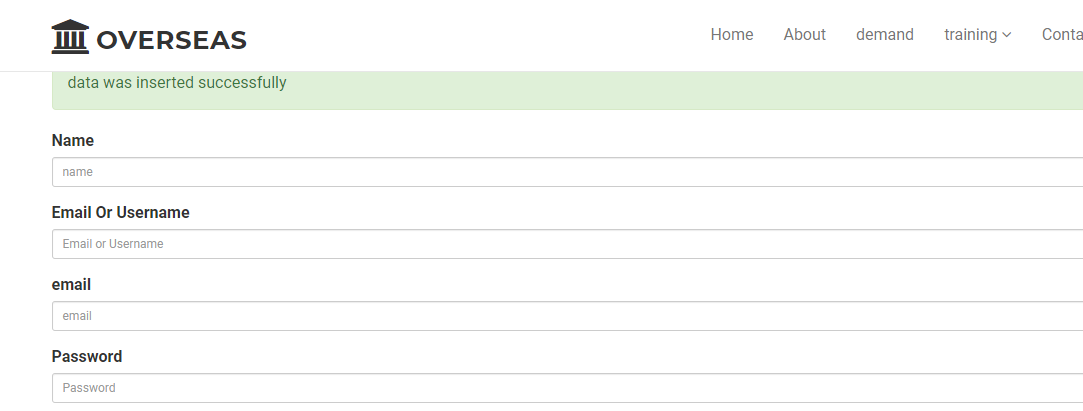 OVERSEAS
Home About demand training Conta
data was inserted successfully
Name
name
Email Or Username
Email or Username
email
email
Password
Password